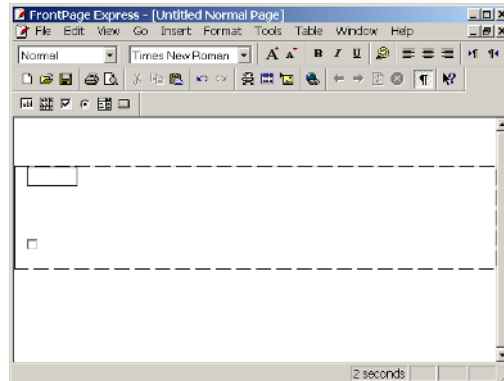 FrontPage Express - [Untitled Normal Page]
File Edit View Go Insert Format Tools Table Window Help
Normal Times New Roman A A B I U
2 seconds